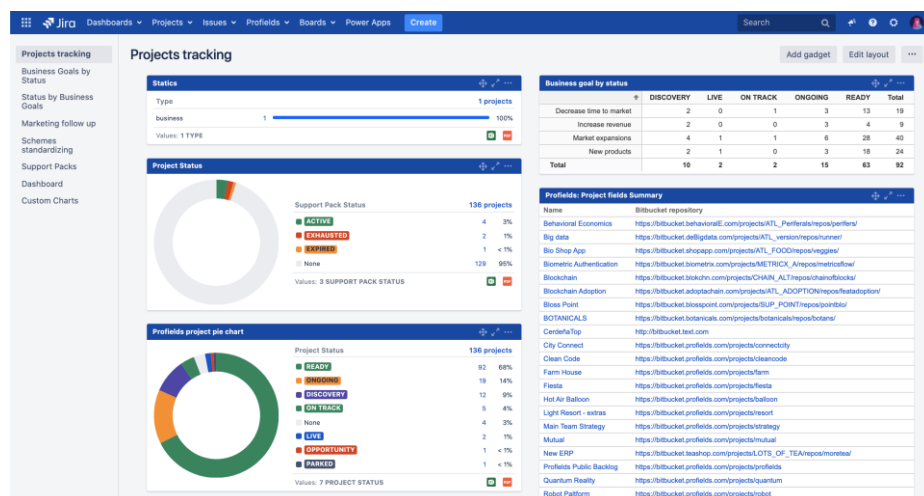 Jira Dashboards Projects Issues Profields Boards Power Apps Create Search
Projects tracking
Business Goals by
Status
Status by Business
Goals
Marketing follow up
Schemes
standardizing
Support Packs
Dashboard
Custom Charts
Projects tracking
Add gadget Edit layout
Statics
Type 1 projects
business 1 100%
Values: 1 TYPE
Project Status
Support Pack Status 136 projects
ACTIVE 4 3%
EXHAUSTED 2 1%
EXPIRED 1 < 1%
None 129 95%
Values: 3 SUPPORT PACK STATUS
Profields project pie chart
Project Status 136 projects
READY 92 68%
ONGOING 19 14%
DISCOVERY 12 9%
ON TRACK 5 4%
None 4 3%
LIVE 2 1%
OPPORTUNITY 1 < 1%
PARKED 1 < 1%
Values: 7 PROJECT STATUS
Business goal by status
DISCOVERY LIVE ON TRACK ONGOING READY Total
Decrease time to market 2 0 1 3 13 19
Increase revenue 2 0 0 3 4 9
Market expansions 4 1 1 6 28 40
New products 2 1 0 3 18 24
Total 10 2 2 15 63 92
Profields: Project fields Summary
Name Bitbucket repository
Behavioral Economics https://bitbucket.behavioralE.com/projects/ATL_Periferals/repos/perifers/
Big data https://bitbucket.deBigdata.com/projects/ATL_version/repos/runner/
Bio Shop App https://bitbucket.shopapp.com/projects/ATL_FOOD/repos/veggies/
Biometric Authentication https://bitbucket.biometrix.com/projects/METRICX_A/repos/metricsflow/
Blockchain https://bitbucket.blokchn.com/projects/CHAIN_ALT/repos/chainofblocks/
Blockchain Adoption https://bitbucket.adoptachain.com/projects/ATL_ADOPTION/repos/featadoption/
Bloss Point https://bitbucket.blosspoint.com/projects/SUP_POINT/repos/pointblo/
BOTANICALS https://bitbucket.botanicals.com/projects/botanicals/repos/botans/
CerdeñaTop http://bitbucket.text.com
City Connect https://bitbucket.profields.com/projects/connectcity
Clean Code https://bitbucket.profields.com/projects/cleancode
Farm House https://bitbucket.profields.com/projects/farm
Fiesta https://bitbucket.profields.com/projects/fiesta
Hot Air Balloon https://bitbucket.profields.com/projects/balloon
Light Resort - extras https://bitbucket.profields.com/projects/resort
Main Team Strategy https://bitbucket.profields.com/projects/strategy
Mutual https://bitbucket.profields.com/projects/mutual
New ERP https://bitbucket.teashop.com/projects/LOTS_OF_TEA/repos/moretea/
Profields Public Backlog https://bitbucket.profields.com/projects/profields
Quantum Reality https://bitbucket.profields.com/projects/quantum
Robot Paltform https://bitbucket.profields.com/projects/robot